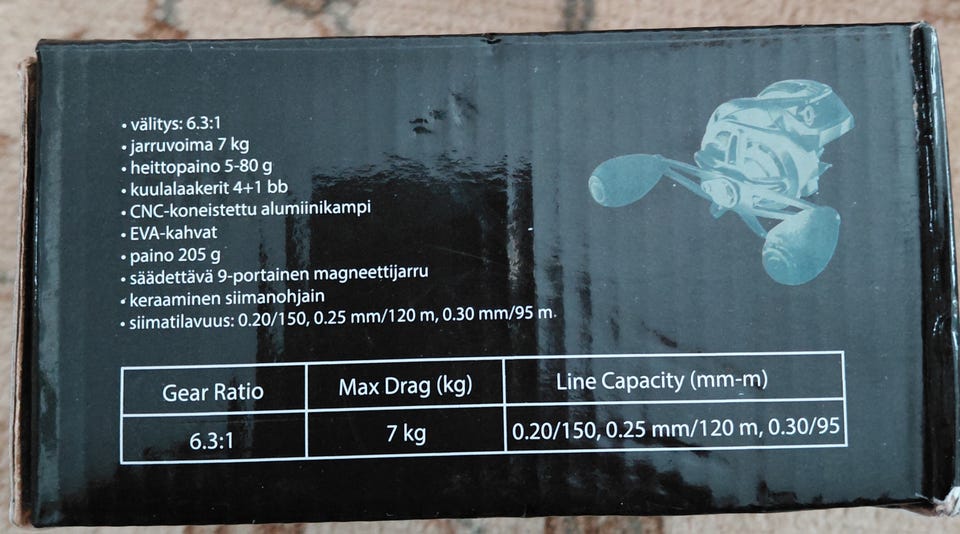 • välitys: 6.3:1
• jarruvoima 7 kg
• heittopaino 5-80 g
• kuulalaakerit 4+1 bb
• CNC-koneistettu alumiinikampi
• EVA-kahvat
• paino 205 g
• säädettävä 9-portainen magneettijarru
• keraaminen siimanohjain
• siimatilavuus: 0.20/150, 0.25 mm/120 m, 0.30 mm/95 m.
Gear Ratio Max Drag (kg) Line Capacity (mm-m)
6.3:1 7 kg 0.20/150, 0.25 mm/120 m, 0.30/95